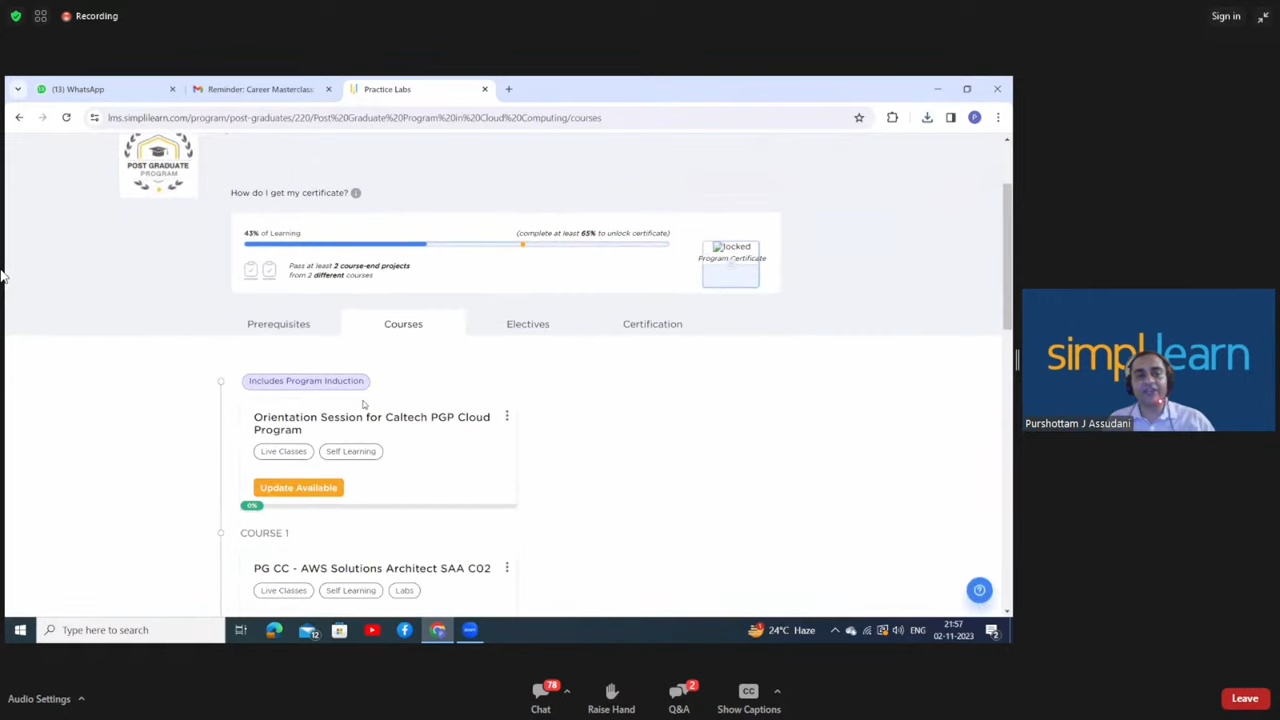 Recording
Sign in
(13) WhatsApp
Reminder: Career Masterclass:
Practice Labs
lms.simplilearn.com/program/post-graduates/220/Post%20Graduate%20Program%20in%20Cloud%20Computing/courses
P
POST GRADUATE
PROGRAM
How do I get my certificate?
43% of Learning
(complete at least 65% to unlock certificate)
locked
Program Certificate
Pass at least 2 course-end projects
from 2 different courses
Prerequisites
Courses
Electives
Certification
Includes Program Induction
Orientation Session for Caltech PGP Cloud
Program
Live Classes
Self Learning
Update Available
0%
COURSE 1
PG CC - AWS Solutions Architect SAA C02
Live Classes
Self Learning
Labs
simplilearn
Purshottam J Assudani
Type here to search
12
24°C Haze
ENG
21:57
02-11-2023
2
Audio Settings
78
Chat
Raise Hand
2
Q&A
CC
Show Captions
Leave